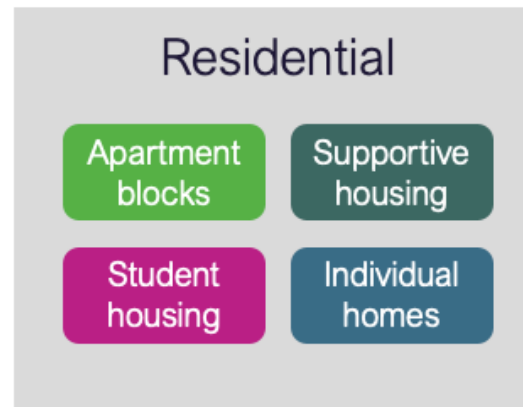 Residential
Apartment
blocks
Supportive
housing
Student
housing
Individual
homes